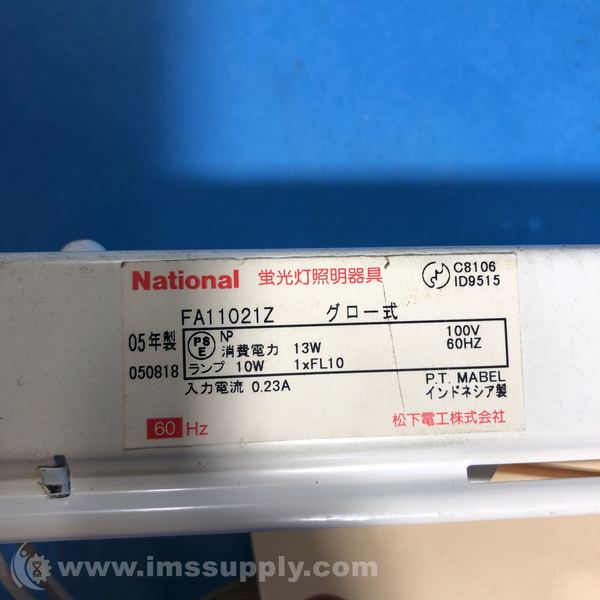 National 蛍光灯照明器具
C8106
ID9515
FA11021Z グロー式
05年製
050818
PS
E
NP
消費電力 13W
ランプ 10W 1xFL10
100V
60HZ
入力電流 0.23A
P.T. MABEL
インドネシア製
60 Hz
松下電工株式会社
© www.imssupply.com